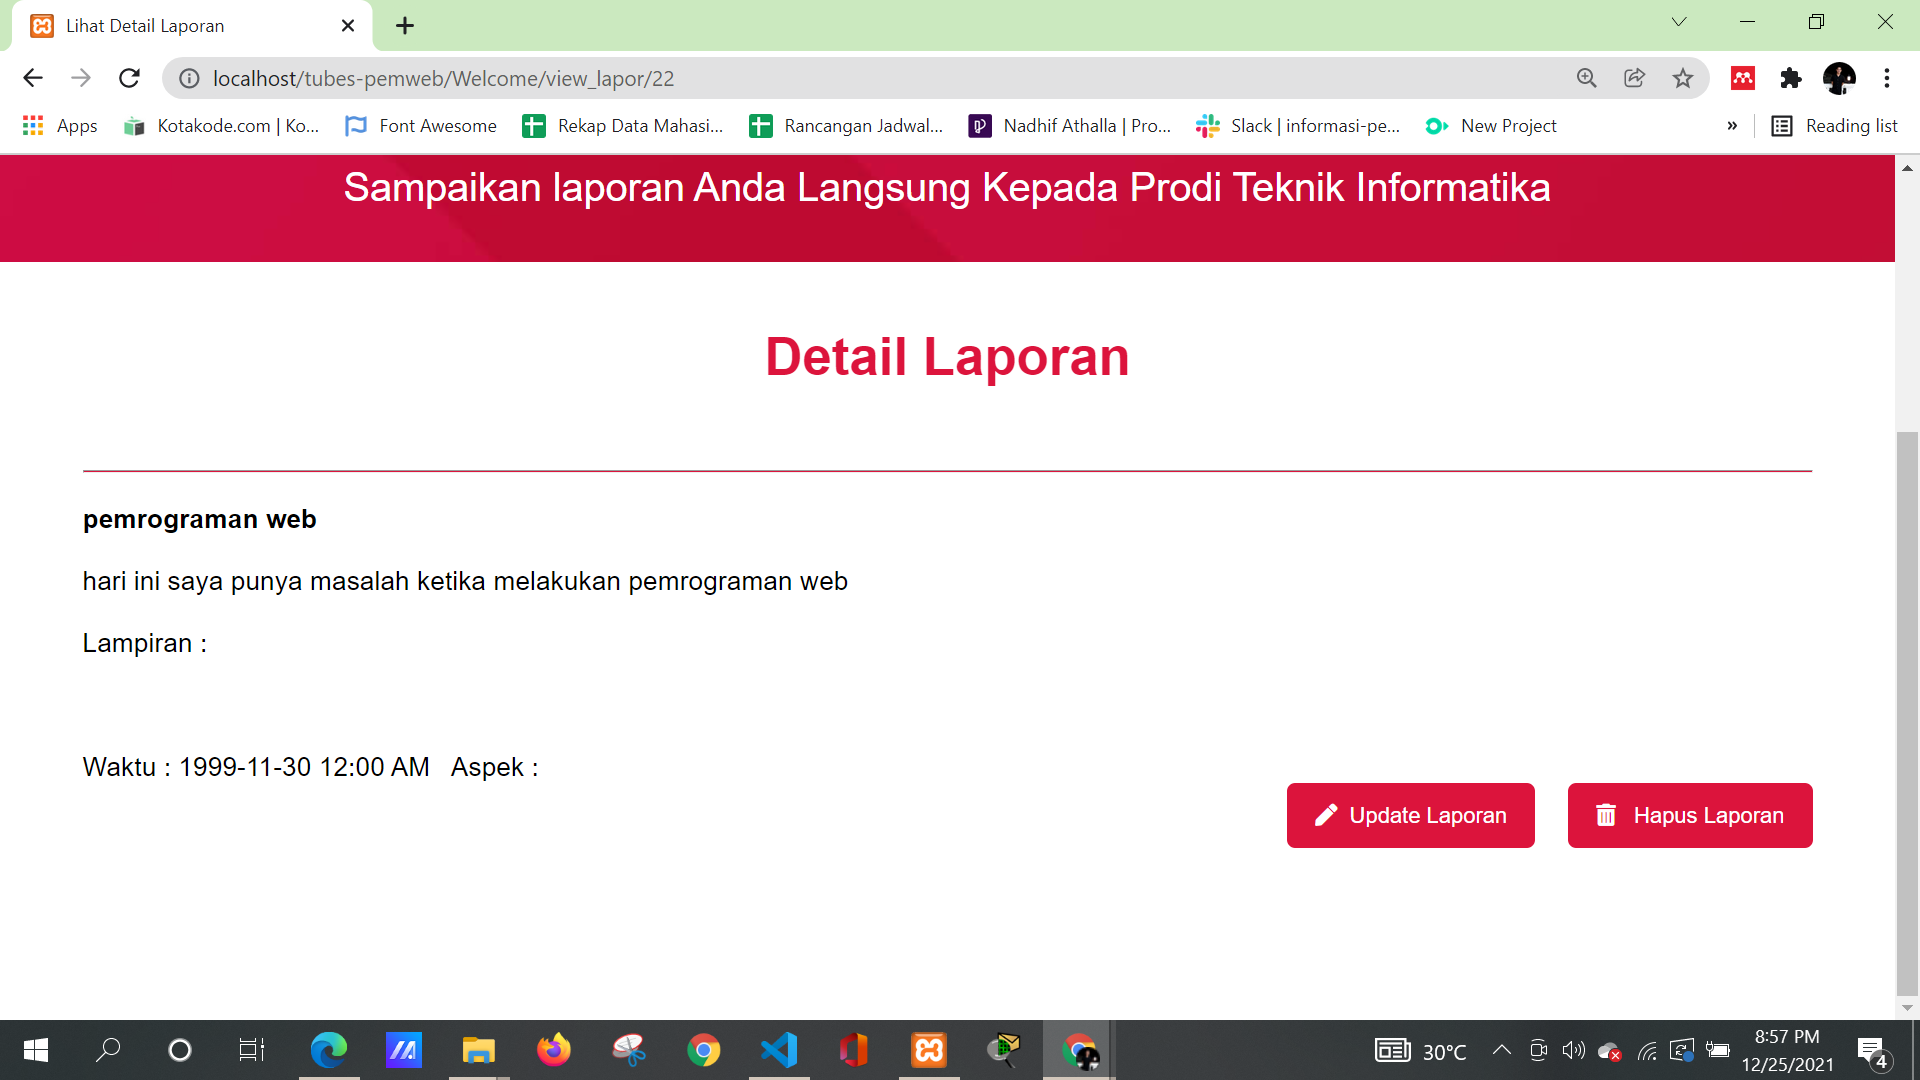 Lihat Detail Laporan
localhost/tubes-pemweb/Welcome/view_lapor/22
Apps
Kotakode.com | Ko...
Font Awesome
Rekap Data Mahasi...
Rancangan Jadwal...
Nadhif Athalla | Pro...
Slack | informasi-pe...
New Project
»
Reading list
Sampaikan laporan Anda Langsung Kepada Prodi Teknik Informatika
Detail Laporan
pemrograman web
hari ini saya punya masalah ketika melakukan pemrograman web
Lampiran :
Waktu : 1999-11-30 12:00 AM Aspek :
Update Laporan
Hapus Laporan
30°C
8:57 PM
12/25/2021
4